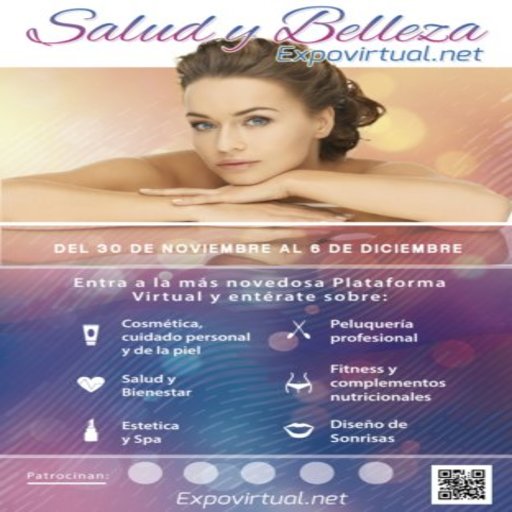 Salud y Belleza
Expovirtual.net
DEL 30 DE NOVIEMBRE AL 6 DE DICIEMBRE
Entra a la más novedosa Plataforma
Virtual y entérate sobre:
Cosmética,
cuidado personal
y de la piel
Peluquería
profesional
Salud y
Bienestar
Fitness y
complementos
nutricionales
Estetica
y Spa
Diseño de
Sonrisas
Patrocinan:
Expovirtual.net